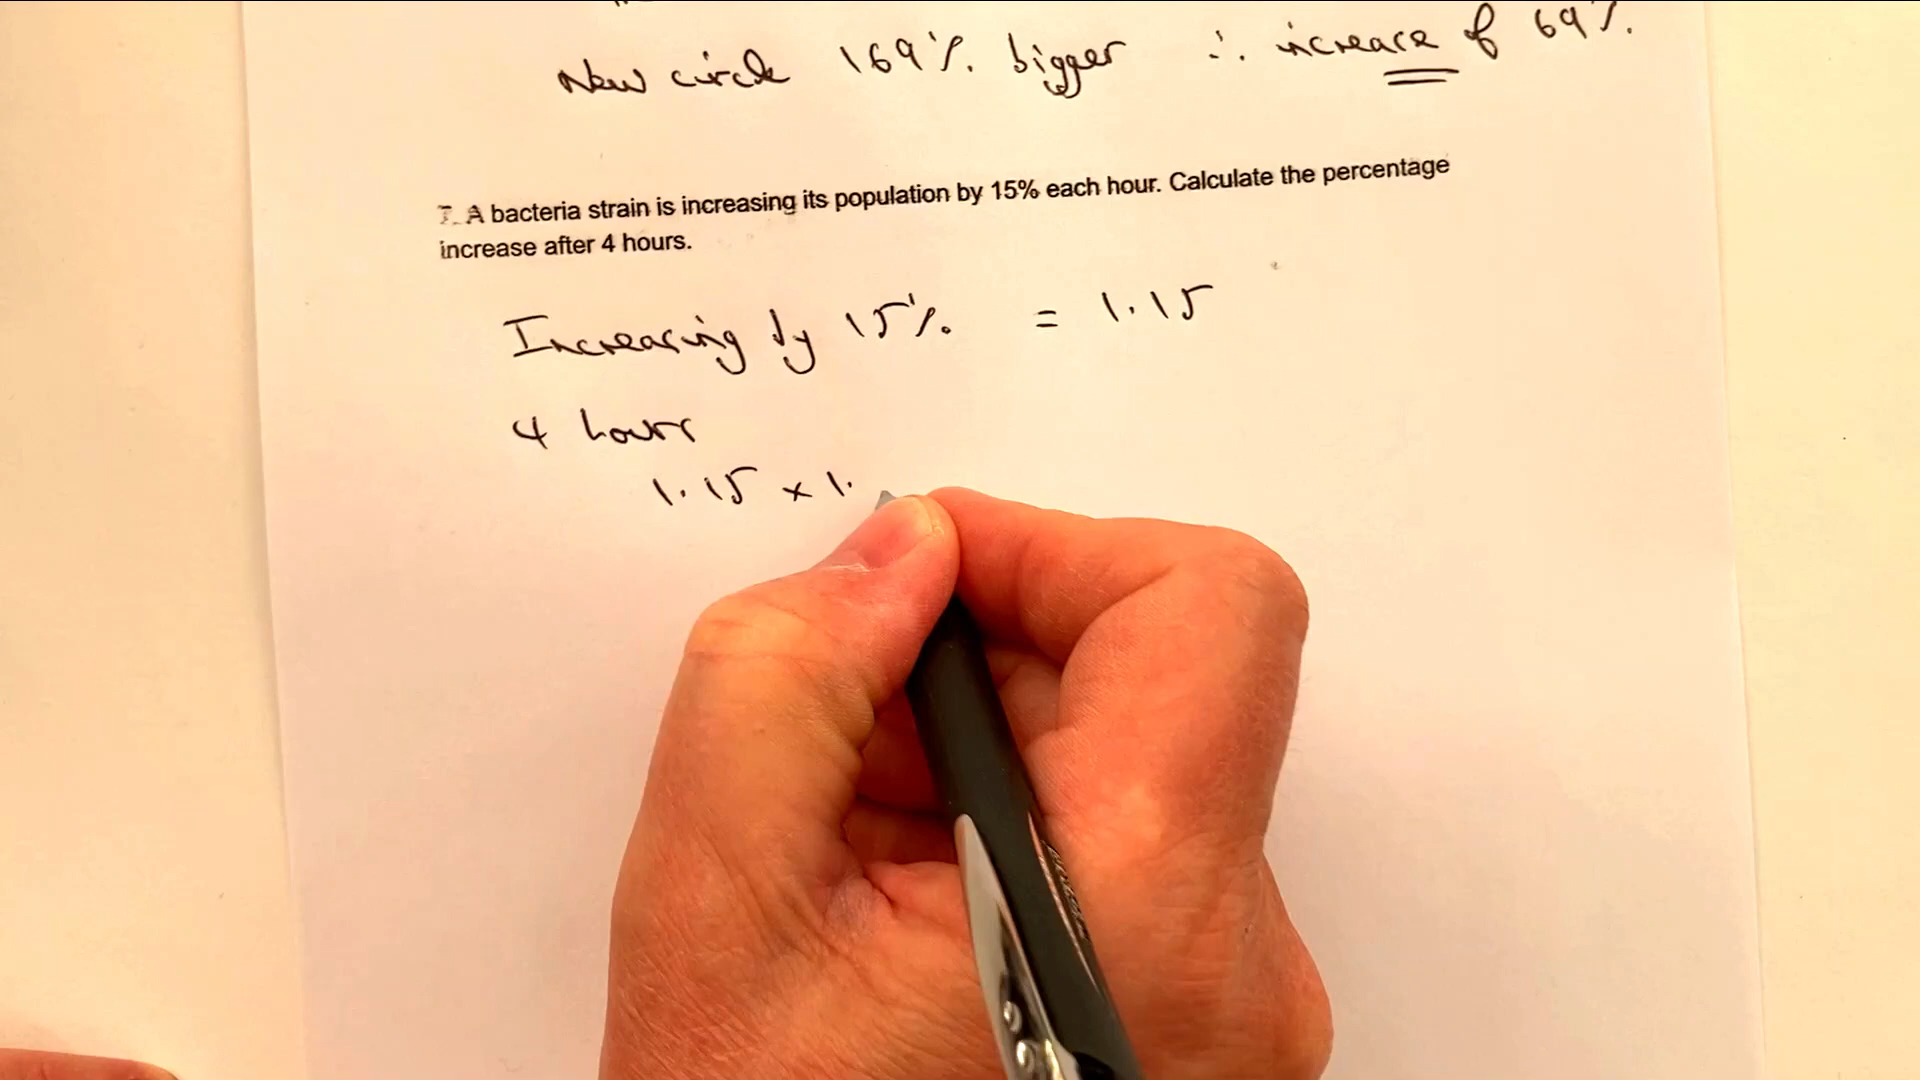 New circle 169% bigger ∴ increase of 69%.
7. A bacteria strain is increasing its population by 15% each hour. Calculate the percentage
increase after 4 hours.
Increasing by 15% = 1.15
4 hours
1.15 × 1.